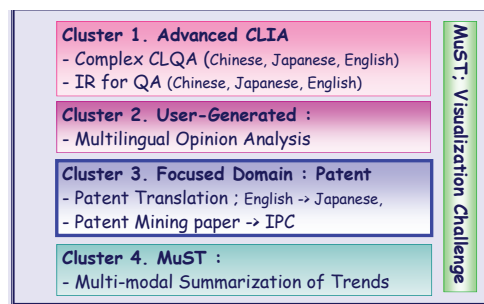 Cluster 1. Advanced CLIA
- Complex CLQA (Chinese, Japanese, English)
- IR for QA (Chinese, Japanese, English)
Cluster 2. User-Generated :
- Multilingual Opinion Analysis
Cluster 3. Focused Domain : Patent
- Patent Translation ; English -> Japanese,
- Patent Mining paper -> IPC
Cluster 4. MuST :
- Multi-modal Summarization of Trends
MuST; Visualization Challenge